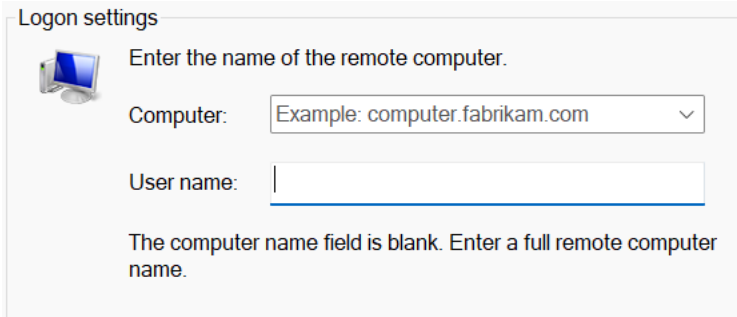 Logon settings
Enter the name of the remote computer.
Computer: Example: computer.fabrikam.com
User name:
The computer name field is blank. Enter a full remote computer
name.